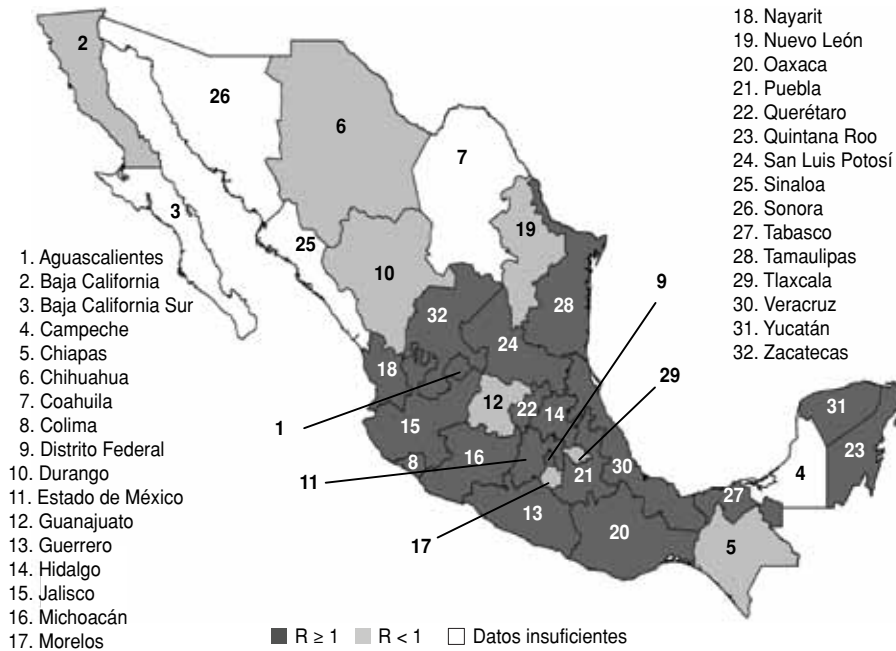 18. Nayarit
19. Nuevo León
20. Oaxaca
21. Puebla
22. Querétaro
23. Quintana Roo
24. San Luis Potosí
25. Sinaloa
26. Sonora
27. Tabasco
28. Tamaulipas
29. Tlaxcala
30. Veracruz
31. Yucatán
32. Zacatecas
1. Aguascalientes
2. Baja California
3. Baja California Sur
4. Campeche
5. Chiapas
6. Chihuahua
7. Coahuila
8. Colima
9. Distrito Federal
10. Durango
11. Estado de México
12. Guanajuato
13. Guerrero
14. Hidalgo
15. Jalisco
16. Michoacán
17. Morelos
2
26
6
7
3
25
19
10
9
32
28
24
18
29
12
22
14
1
15
31
23
8
16
11
21
30
4
27
17
13
20
5
R ≥ 1 R < 1 Datos insuficientes